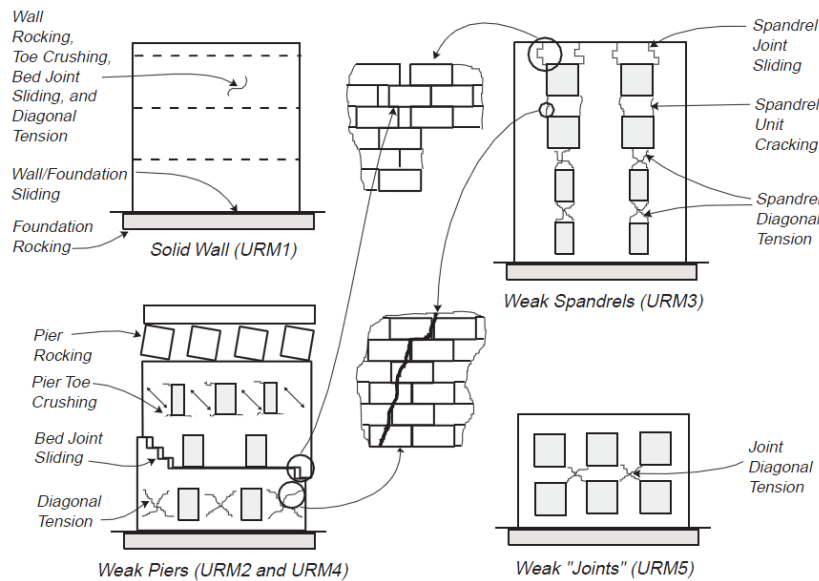 Wall
Rocking,
Toe Crushing,
Bed Joint
Sliding, and
Diagonal
Tension
Wall/Foundation
Sliding
Foundation
Rocking
Solid Wall (URM1)
Spandrel
Joint
Sliding
Spandrel
Unit
Cracking
Spandrel
Diagonal
Tension
Weak Spandrels (URM3)
Pier
Rocking
Pier Toe
Crushing
Bed Joint
Sliding
Diagonal
Tension
Weak Piers (URM2 and URM4)
Joint
Diagonal
Tension
Weak "Joints" (URM5)